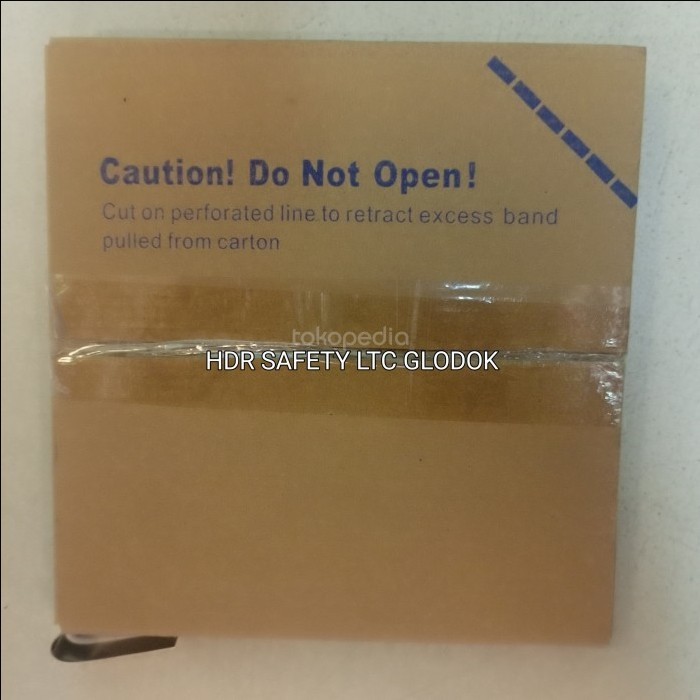 Caution! Do Not Open!
Cut on perforated line to retract excess band
pulled from carton
tokopedia
HDR SAFETY LTC GLODOK